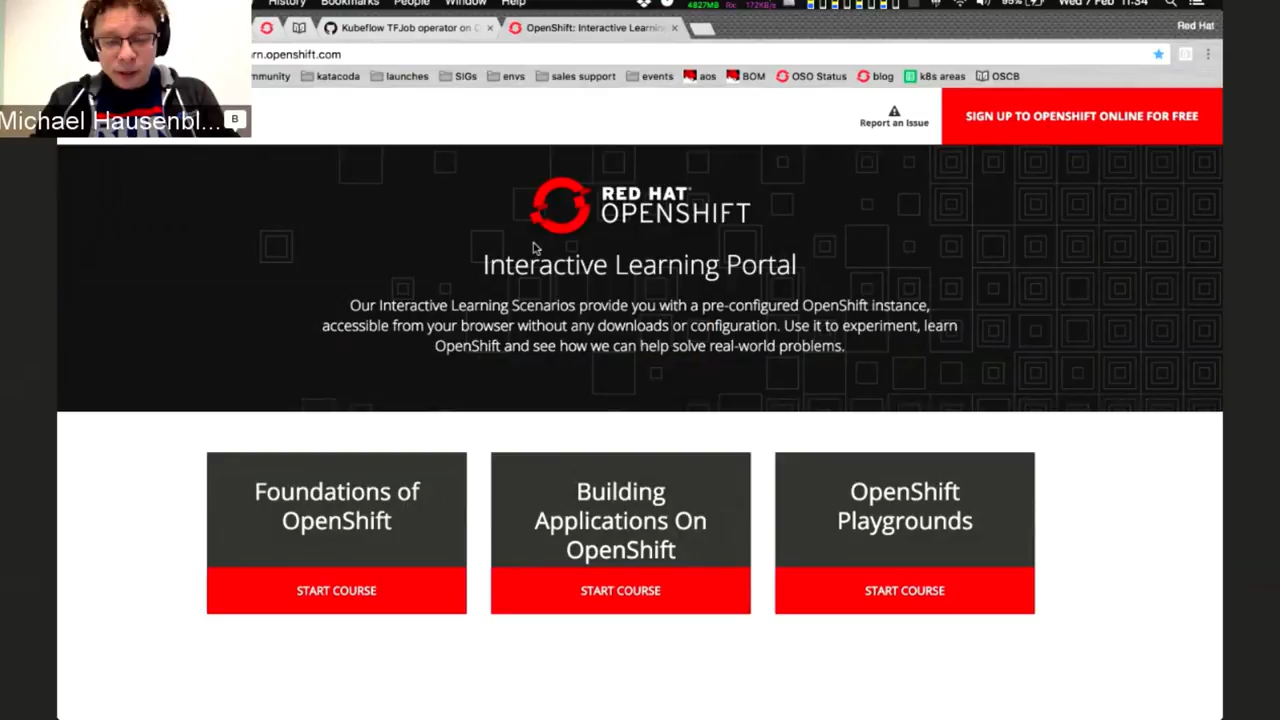 History Bookmarks People Window Help 4827MB Rx: 172KB/s 95% Wed 7 Feb 11:34
Kubeflow TFJob operator on OpenShift: Interactive Learnin Red Hat
rn.openshift.com
mmunity katacoda launches SIGs envs sales support events aos BOM OSO Status blog k8s areas OSCB
Michael Hausenbl... B
Report an Issue
SIGN UP TO OPENSHIFT ONLINE FOR FREE
RED HAT®
OPENSHIFT
Interactive Learning Portal
Our Interactive Learning Scenarios provide you with a pre-configured OpenShift instance,
accessible from your browser without any downloads or configuration. Use it to experiment, learn
OpenShift and see how we can help solve real-world problems.
Foundations of
OpenShift
START COURSE
Building
Applications On
OpenShift
START COURSE
OpenShift
Playgrounds
START COURSE